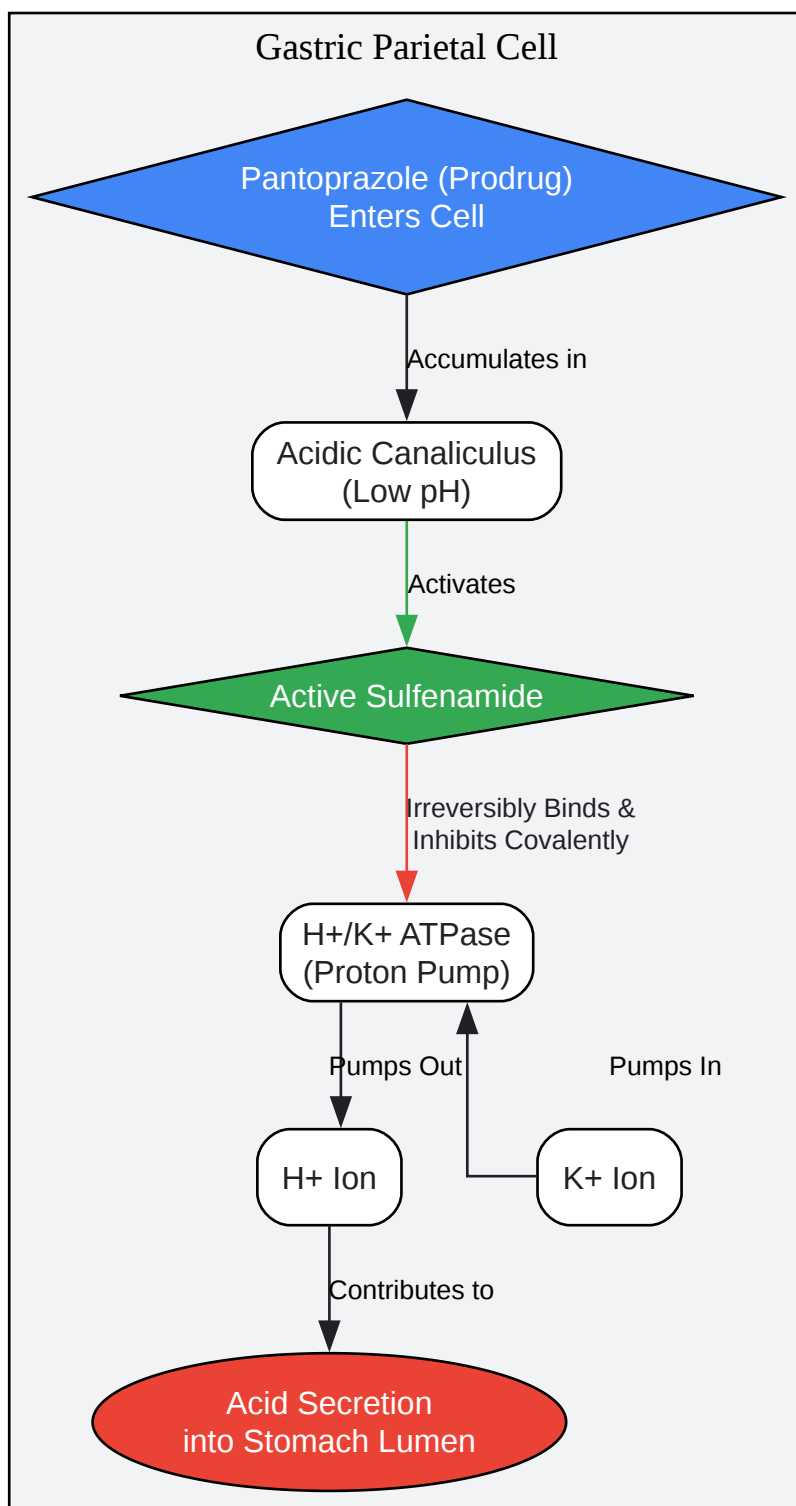 Gastric Parietal Cell
Pantoprazole (Prodrug)
Enters Cell
Accumulates in
Acidic Canaliculus
(Low pH)
Activates
Active Sulfenamide
Irreversibly Binds &
Inhibits Covalently
H+/K+ ATPase
(Proton Pump)
Pumps Out
Pumps In
H+ Ion
K+ Ion
Contributes to
Acid Secretion
into Stomach Lumen